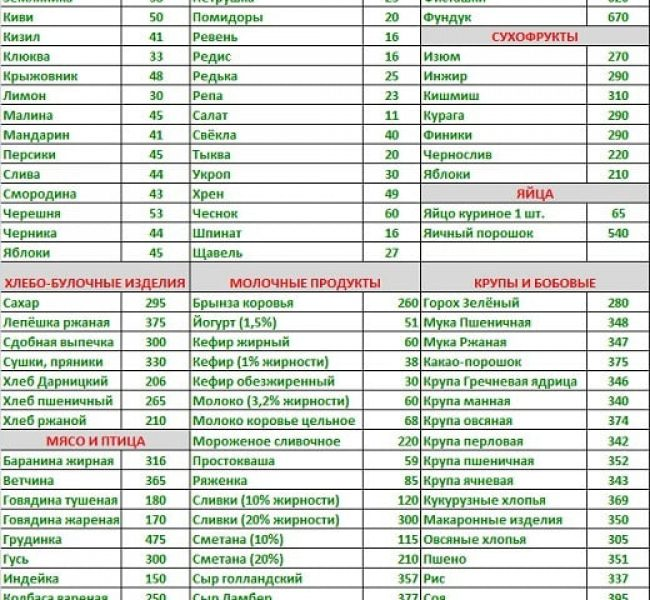 Киви 50 Помидоры 20 Фундук 670
Кизил 41 Ревень 16 СУХОФРУКТЫ
Клюква 33 Редис 16 Изюм 270
Крыжовник 48 Редька 25 Инжир 290
Лимон 30 Репа 23 Кишмиш 310
Малина 45 Салат 11 Курага 290
Мандарин 41 Свёкла 40 Финики 290
Персики 45 Тыква 20 Чернослив 220
Слива 44 Укроп 30 Яблоки 210
Смородина 43 Хрен 49 ЯЙЦА
Черешня 53 Чеснок 60 Яйцо куриное 1 шт. 65
Черника 44 Шпинат 16 Яичный порошок 540
Яблоки 45 Щавель 27
ХЛЕБО-БУЛОЧНЫЕ ИЗДЕЛИЯ МОЛОЧНЫЕ ПРОДУКТЫ КРУПЫ И БОБОВЫЕ
Сахар 295 Брынза коровья 260 Горох Зелёный 280
Лепёшка ржаная 375 Йогурт (1,5%) 51 Мука Пшеничная 348
Сдобная выпечка 300 Кефир жирный 60 Мука Ржаная 347
Сушки, пряники 330 Кефир (1% жирности) 38 Какао-порошок 375
Хлеб Дарницкий 206 Кефир обезжиренный 30 Крупа Гречневая ядрица 346
Хлеб пшеничный 265 Молоко (3,2% жирности) 60 Крупа манная 340
Хлеб ржаной 210 Молоко коровье цельное 68 Крупа овсяная 374
МЯСО И ПТИЦА Мороженое сливочное 220 Крупа перловая 342
Баранина жирная 316 Простокваша 59 Крупа пшеничная 352
Ветчина 365 Ряженка 85 Крупа ячневая 343
Говядина тушеная 180 Сливки (10% жирности) 120 Кукурузные хлопья 369
Говядина жареная 170 Сливки (20% жирности) 300 Макаронные изделия 350
Грудинка 475 Сметана (10%) 115 Овсяные хлопья 305
Гусь 300 Сметана (20%) 210 Пшено 351
Индейка 150 Сыр голландский 357 Рис 337
Колбаса вареная 250 Сыр Ламбер 377 Соя 395